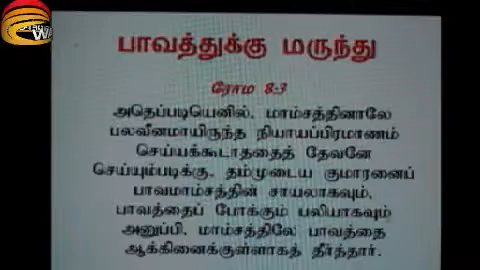 பாவத்துக்கு மருந்து
ரோம 8-3
அதெப்படியெனில், மாம்சத்தினாலே
பலவீனமாயிருந்த நியாயப்பிரமாணம்
செய்யக்கூடாததைத் தேவனே
செய்யும்படிக்கு, தம்முடைய குமாரனைப்
பாவமாம்சத்தின் சாயலாகவும்,
பாவத்தைப் போக்கும் பலியாகவும்
அனுப்பி, மாம்சத்திலே பாவத்தை
ஆக்கினைக்குள்ளாகத் தீர்த்தார்.